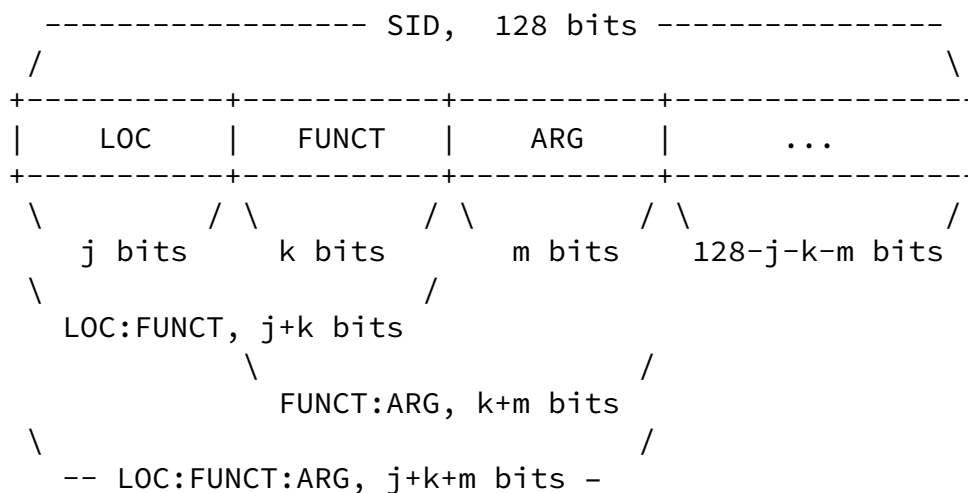 ------------------ SID,  128 bits ----------------
/                                                  \
+-----------+-----------+-----------+-----------------
|    LOC    |   FUNCT   |    ARG    |      ...
+-----------+-----------+-----------+-----------------
\         / \         / \         / \              /
j bits     k bits       m bits    128-j-k-m bits
\                     /
LOC:FUNCT, j+k bits
\                     /
FUNCT:ARG, k+m bits
\                                 /
-- LOC:FUNCT:ARG, j+k+m bits –